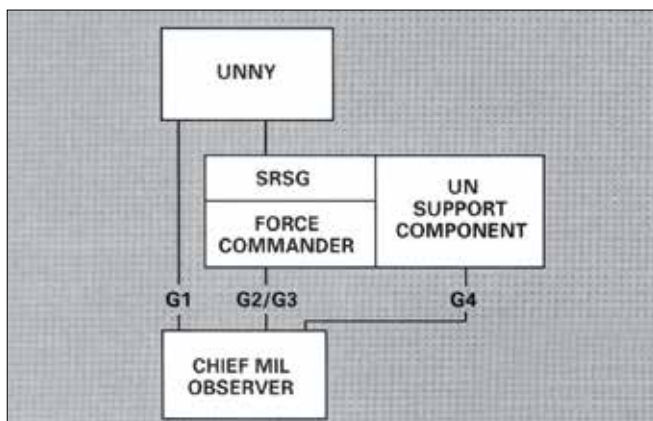 UNNY
SRSG
FORCE
COMMANDER
UN
SUPPORT
COMPONENT
G1
G2/G3
G4
CHIEF MIL
OBSERVER